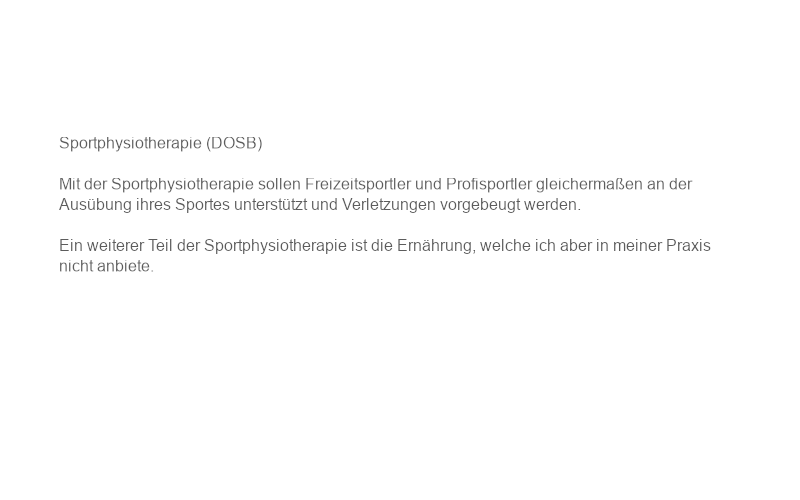 Sportphysiotherapie (DOSB)
Mit der Sportphysiotherapie sollen Freizeitsportler und Profisportler gleichermaßen an der
Ausübung ihres Sportes unterstützt und Verletzungen vorgebeugt werden.
Ein weiterer Teil der Sportphysiotherapie ist die Ernährung, welche ich aber in meiner Praxis
nicht anbiete.